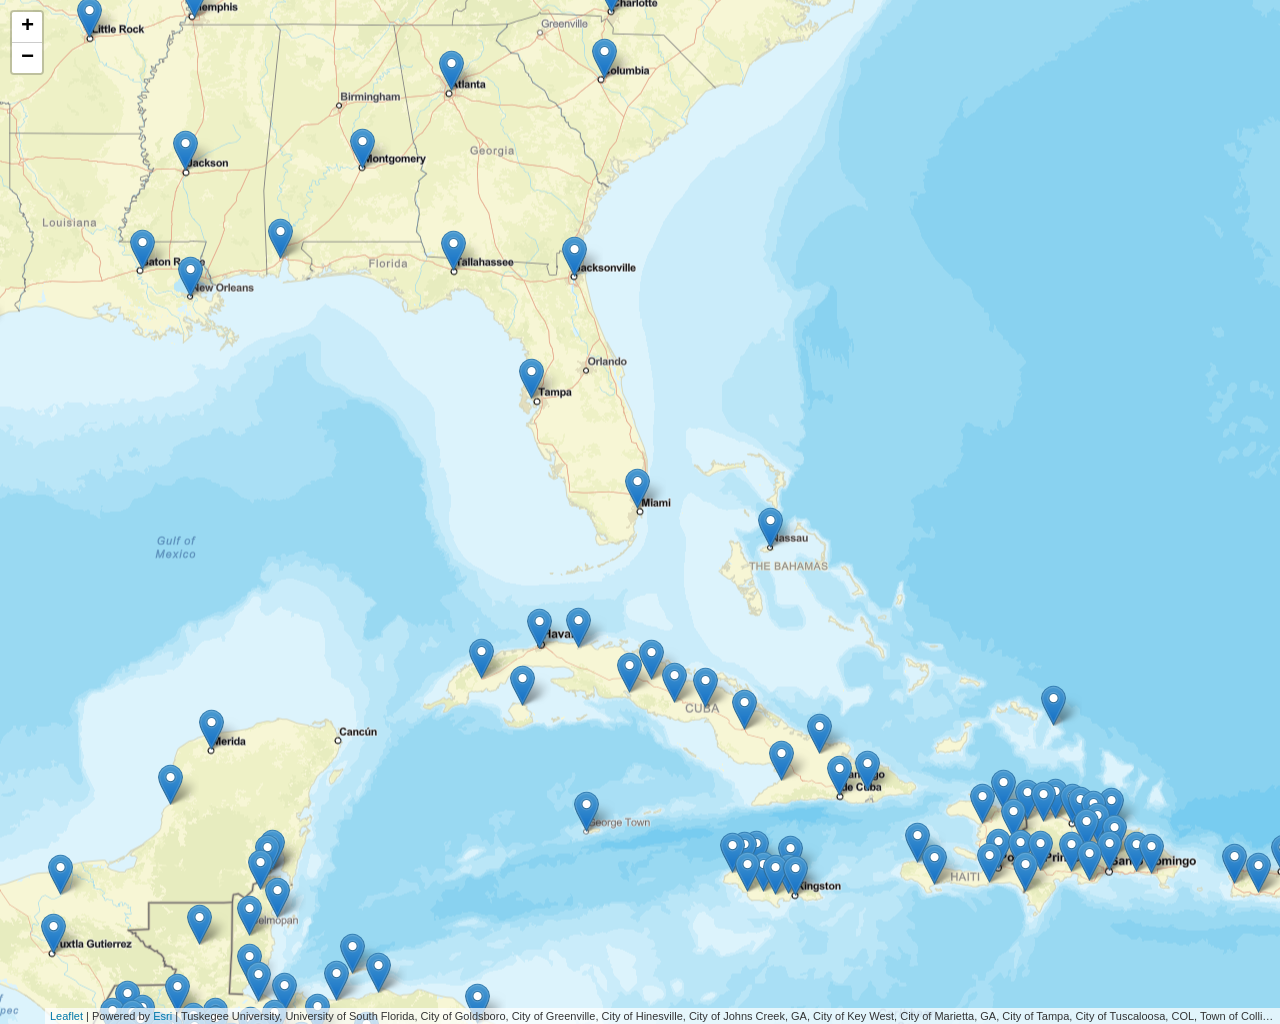 +
−
Memphis
Charlotte
Little Rock
Greenville
Columbia
Atlanta
Birmingham
Georgia
Montgomery
Jackson
Louisiana
Baton Rouge
Florida
Tallahassee
Jacksonville
New Orleans
Orlando
Tampa
Miami
Gulf of
Mexico
Nassau
THE BAHAMAS
Havana
CUBA
Cancún
Merida
Santiago
de Cuba
George Town
Port-au-Prince
Santo Domingo
HAITI
Kingston
Belmopan
Tuxtla Gutierrez
Leaflet | Powered by Esri | Tuskegee University, University of South Florida, City of Goldsboro, City of Greenville, City of Hinesville, City of Johns Creek, GA, City of Key West, City of Marietta, GA, City of Tampa, City of Tuscaloosa, COL, Town of Colli…